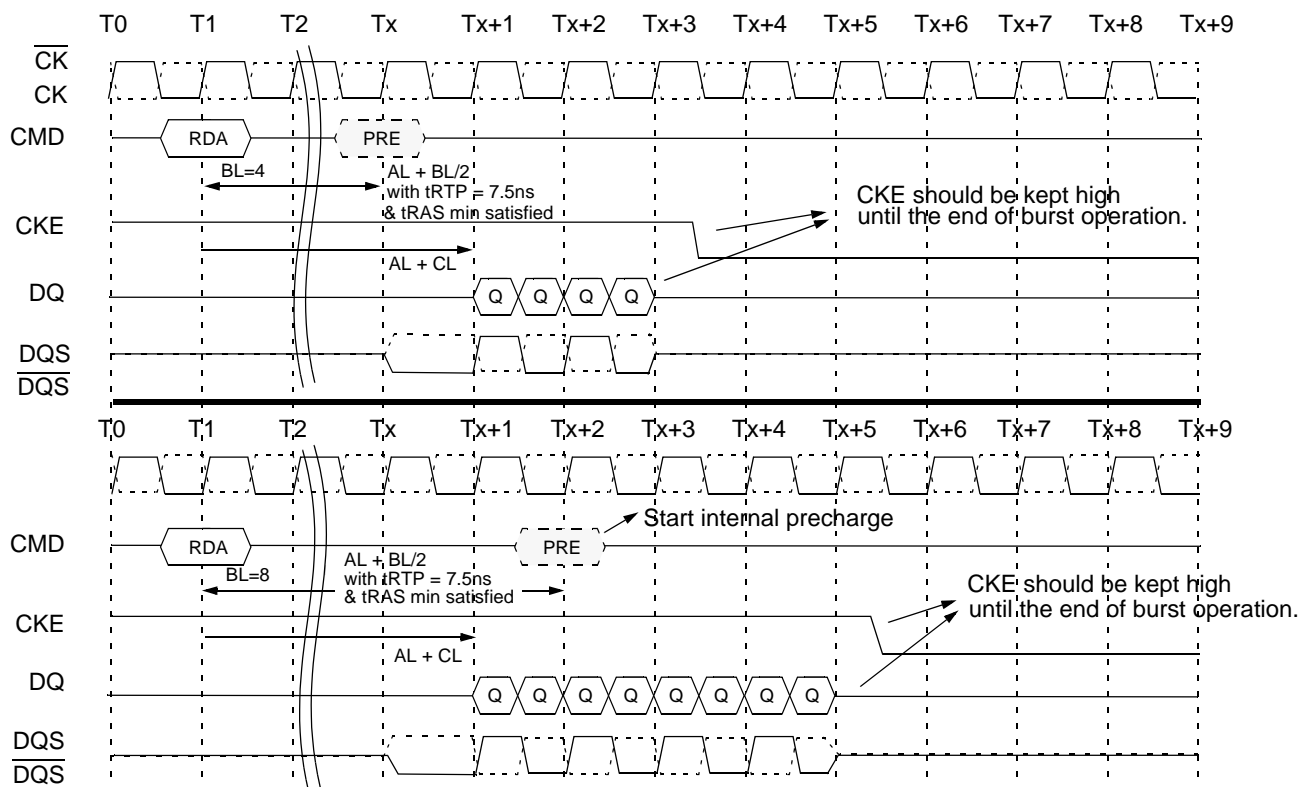 T0 T1 T2 Tx Tx+1 Tx+2 Tx+3 Tx+4 Tx+5 Tx+6 Tx+7 Tx+8 Tx+9
CK
CK
CMD RDA PRE
BL=4
AL + BL/2
with tRTP = 7.5ns
& tRAS min satisfied
CKE should be kept high
until the end of burst operation.
CKE
AL + CL
DQ Q Q Q Q
DQS
DQS
T0 T1 T2 Tx Tx+1 Tx+2 Tx+3 Tx+4 Tx+5 Tx+6 Tx+7 Tx+8 Tx+9
Start internal precharge
CMD RDA PRE
BL=8
AL + BL/2
with tRTP = 7.5ns
& tRAS min satisfied
CKE should be kept high
until the end of burst operation.
CKE
AL + CL
DQ Q Q Q Q Q Q Q Q
DQS
DQS